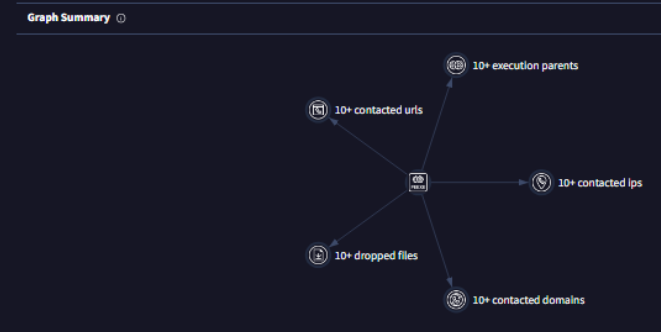 Graph Summary
10+ execution parents
10+ contacted urls
10+ contacted ips
10+ dropped files
10+ contacted domains